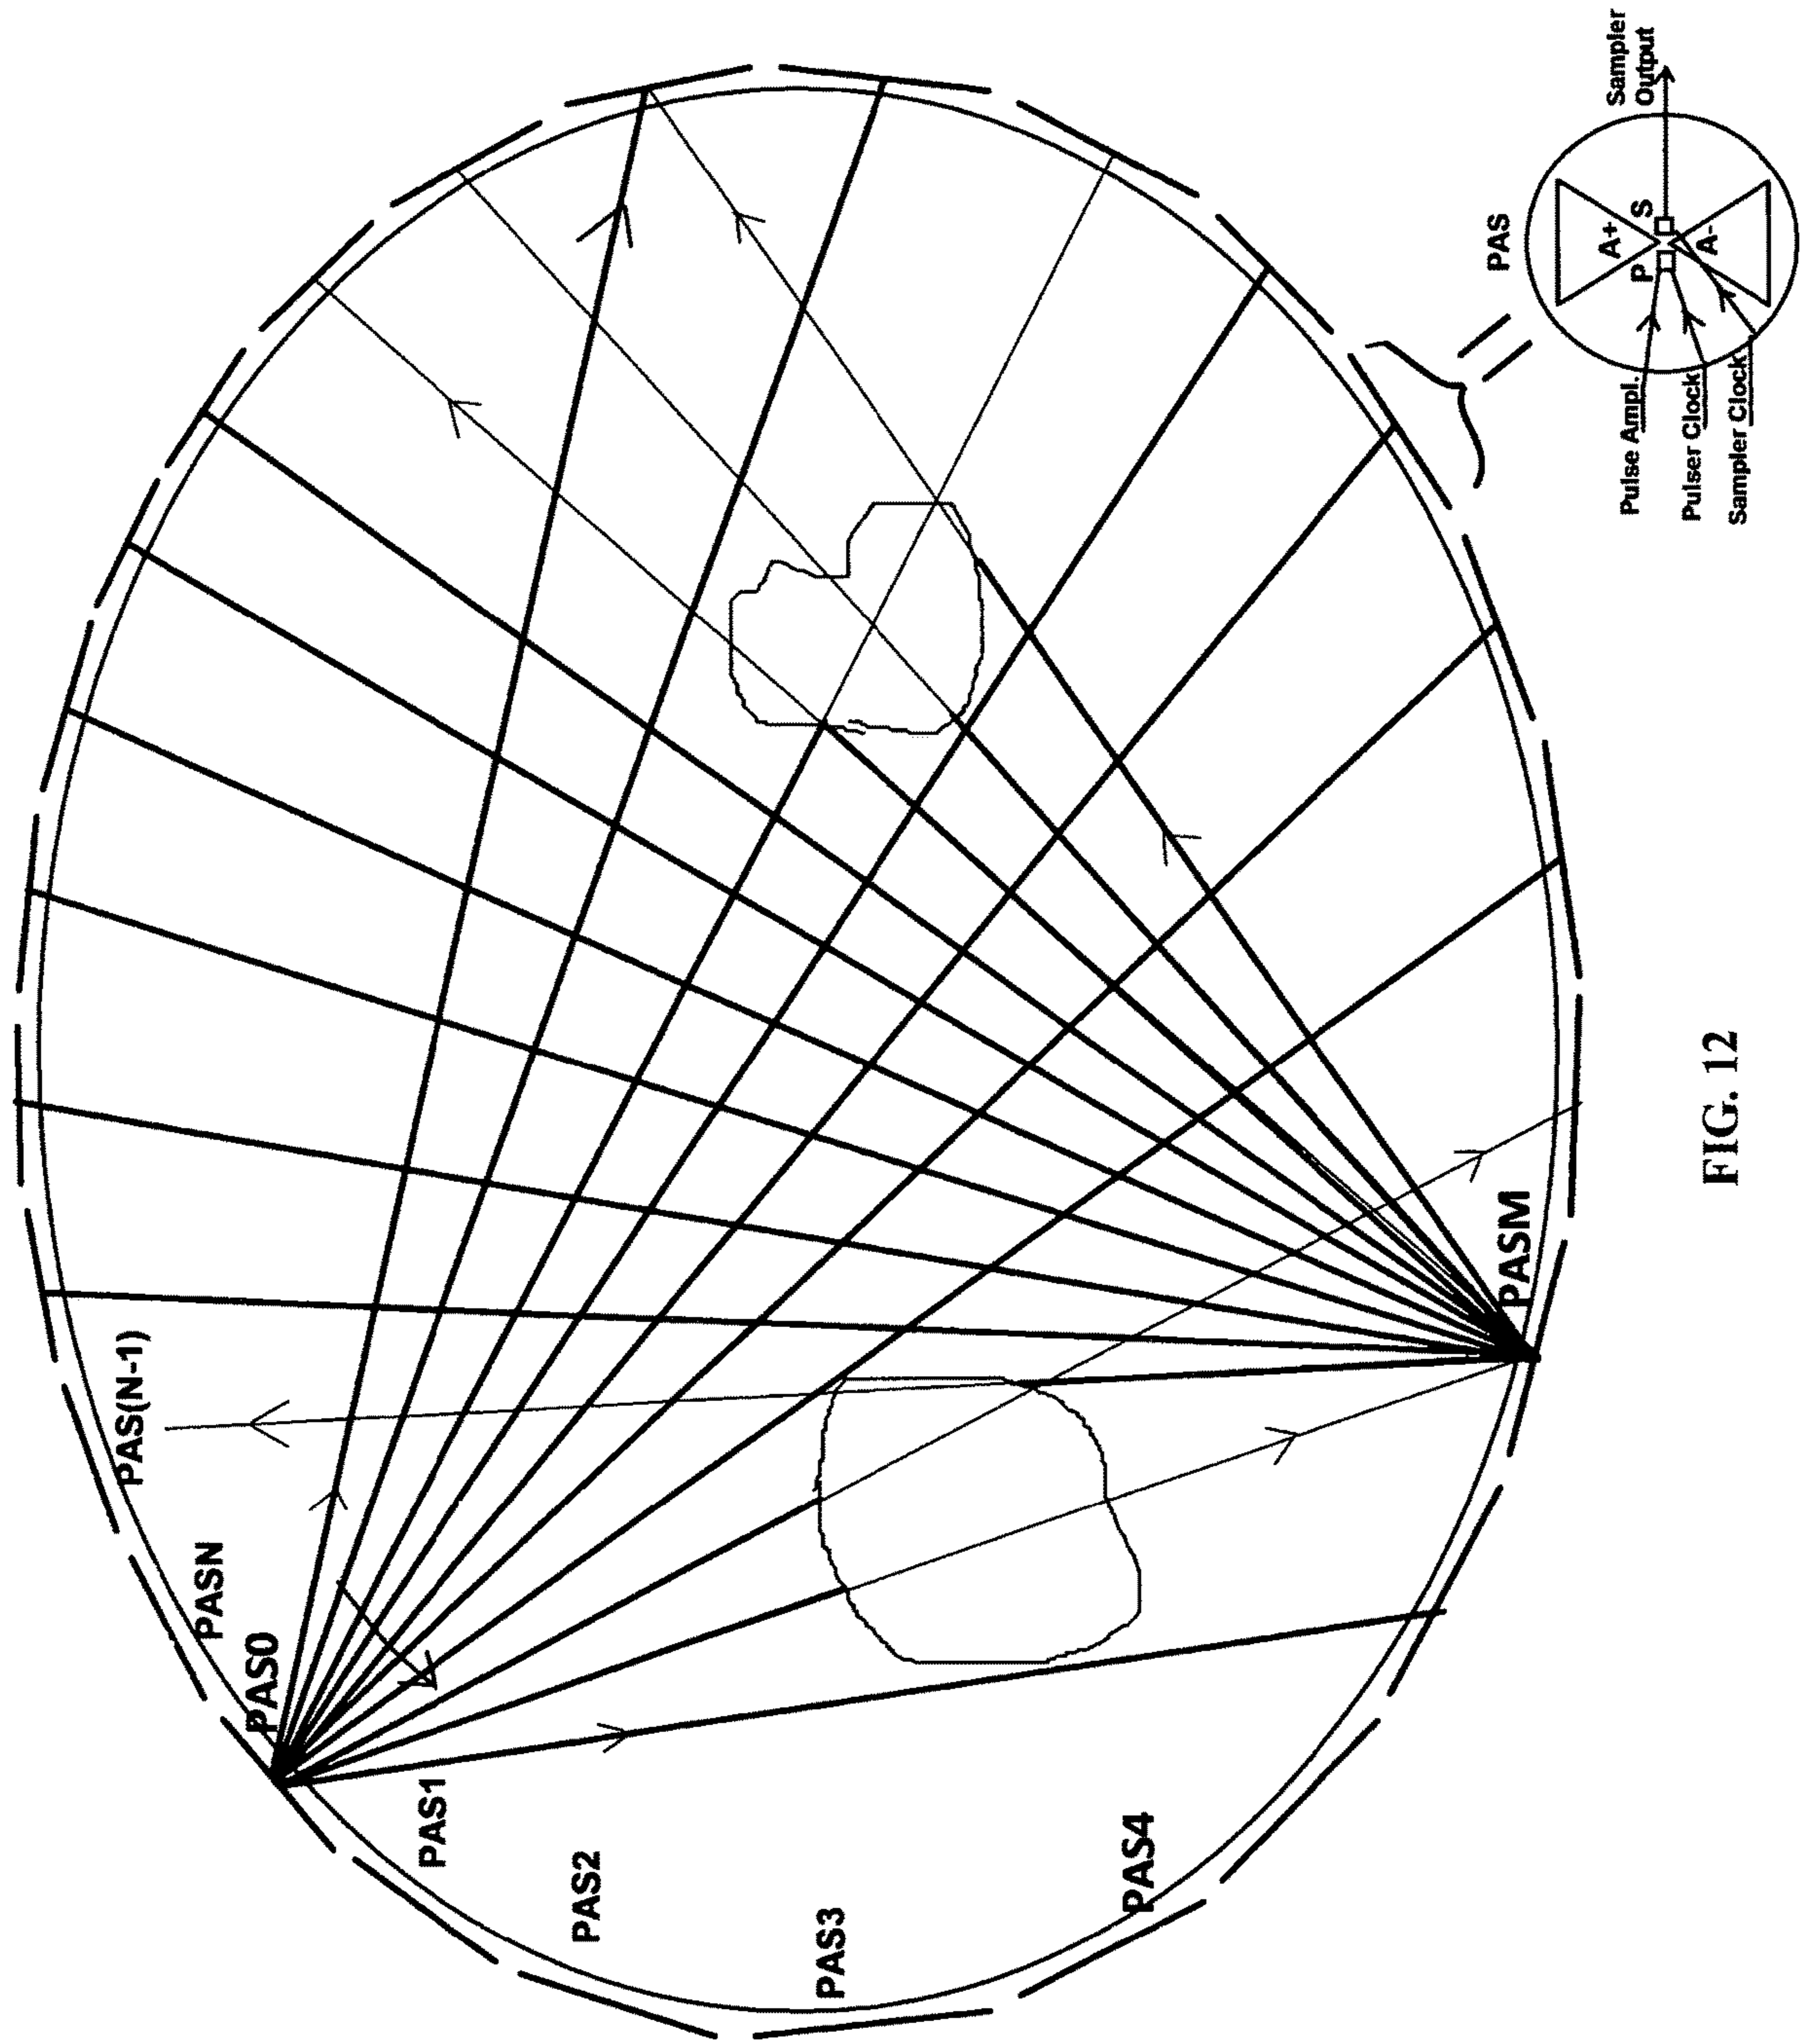 PAS(N-1)
PASN
PAS0
PAS1
PAS2
PAS3
PAS4
PASM
PAS
A+
P
S
A-
Sampler
Output
Pulse Ampl.
Pulser Clock
Sampler Clock
FIG. 12